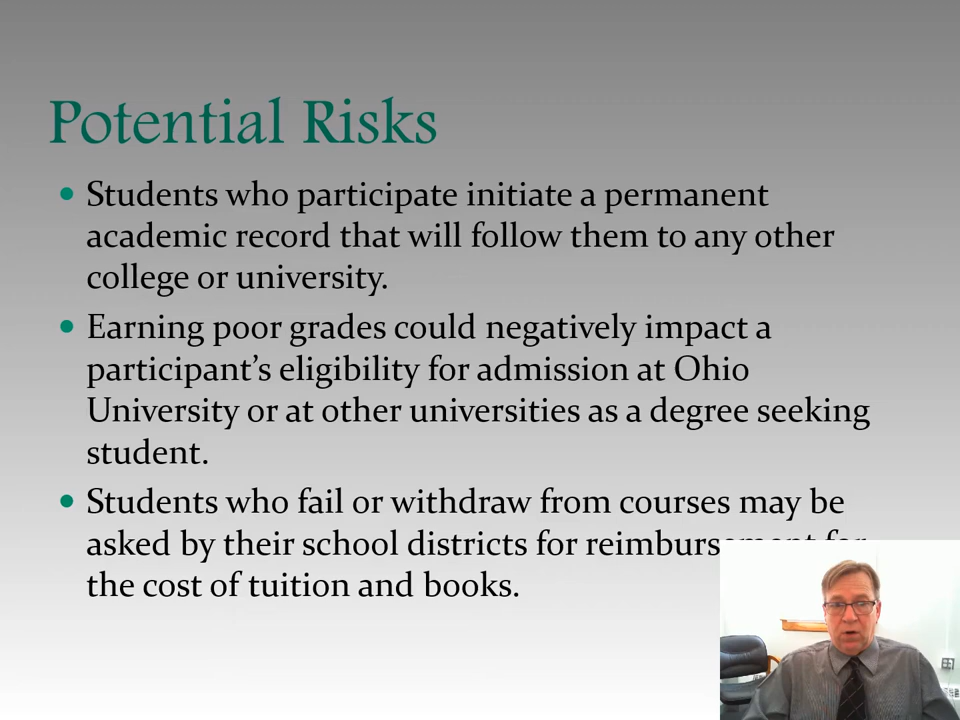 Potential Risks
Students who participate initiate a permanent
academic record that will follow them to any other
college or university.
Earning poor grades could negatively impact a
participant's eligibility for admission at Ohio
University or at other universities as a degree seeking
student.
Students who fail or withdraw from courses may be
asked by their school districts for reimbursement for
the cost of tuition and books.